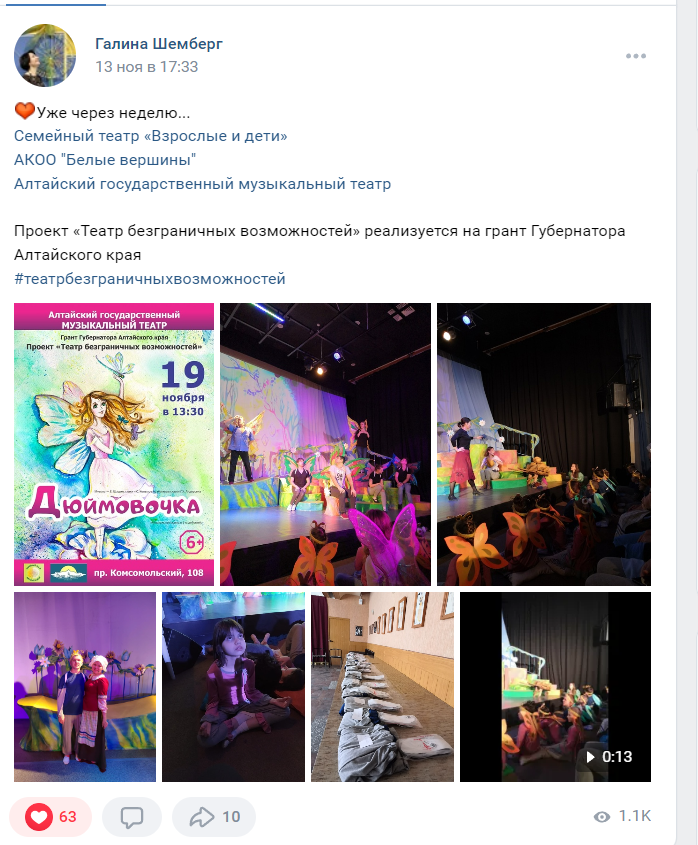 Галина Шемберг
13 ноя в 17:33
Уже через неделю...
Семейный театр «Взрослые и дети»
АКОО "Белые вершины"
Алтайский государственный музыкальный театр
Проект «Театр безграничных возможностей» реализуется на грант Губернатора
Алтайского края
#театрбезграничныхвозможностей
Алтайский государственный
МУЗЫКАЛЬНЫЙ ТЕАТР
Грант Губернатора Алтайского края
Проект «Театр безграничных возможностей»
19
ноября
в 13:30
Дюймовочка
6+
пр. Комсомольский, 108
0:13
63
10
1.1K